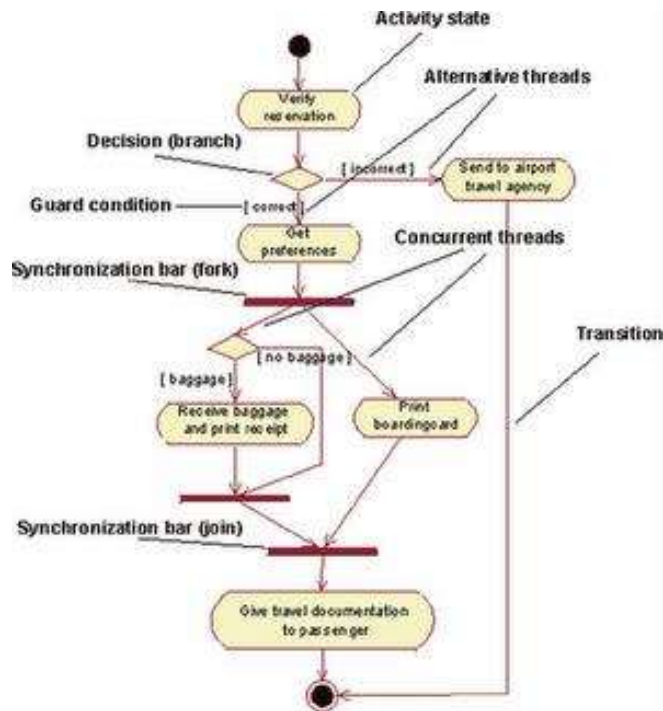 Activity state
Alternative threads
Verify
reservation
Decision (branch)
[ incorrect ]
Send to airport
travel agency
Guard condition
[ correct ]
Get
preferences
Concurrent threads
Synchronization bar (fork)
Transition
[ no baggage ]
[ baggage ]
Receive baggage
and print receipt
Print
boardingcard
Synchronization bar (join)
Give travel documentation
to passenger